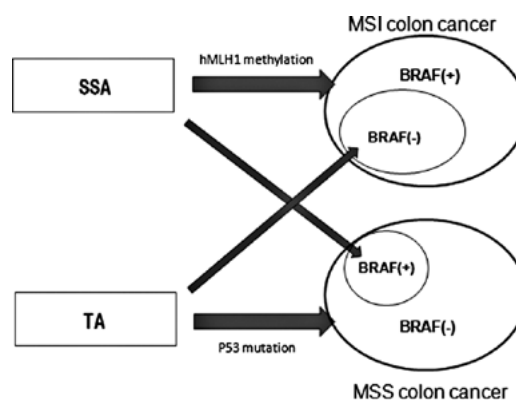 MSI colon cancer
hMLH1 methylation
BRAF(+)
SSA
BRAF(-)
BRAF(+)
TA
BRAF(-)
P53 mutation
MSS colon cancer